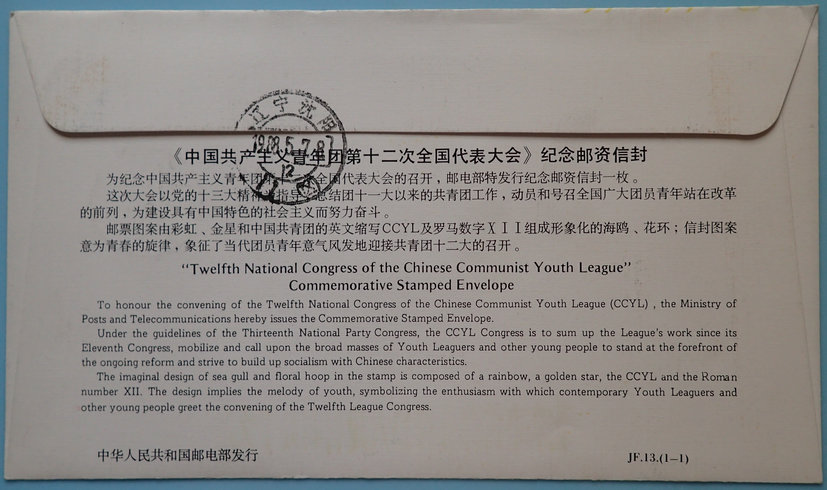 辽宁沈阳
1988.5.7.8
12
《中国共产主义青年团第十二次全国代表大会》纪念邮资信封
为纪念中国共产主义青年团第 全国代表大会的召开，邮电部特发行纪念邮资信封一枚。
这次大会以党的十三大精神为指导，总结团十一大以来的共青团工作，动员和号召全国广大团员青年站在改革
的前列，为建设具有中国特色的社会主义而努力奋斗。
邮票图案由彩虹、金星和中国共青团的英文缩写CCYL及罗马数字XII组成形象化的海鸥、花环；信封图案
意为青春的旋律，象征了当代团员青年意气风发地迎接共青团十二大的召开。
“Twelfth National Congress of the Chinese Communist Youth League”
Commemorative Stamped Envelope
To honour the convening of the Twelfth National Congress of the Chinese Communist Youth League (CCYL) , the Ministry of
Posts and Telecommunications hereby issues the Commemorative Stamped Envelope.
Under the guidelines of the Thirteenth National Party Congress, the CCYL Congress is to sum up the League's work since its
Eleventh Congress, mobilize and call upon the broad masses of Youth Leaguers and other young people to stand at the forefront of
the ongoing reform and strive to build up socialism with Chinese characteristics.
The imaginal design of sea gull and floral hoop in the stamp is composed of a rainbow, a golden star, the CCYL and the Roman
number XII. The design implies the melody of youth, symbolizing the enthusiasm with which contemporary Youth Leaguers and
other young people greet the convening of the Twelfth League Congress.
中华人民共和国邮电部发行
JF.13.(1-1)